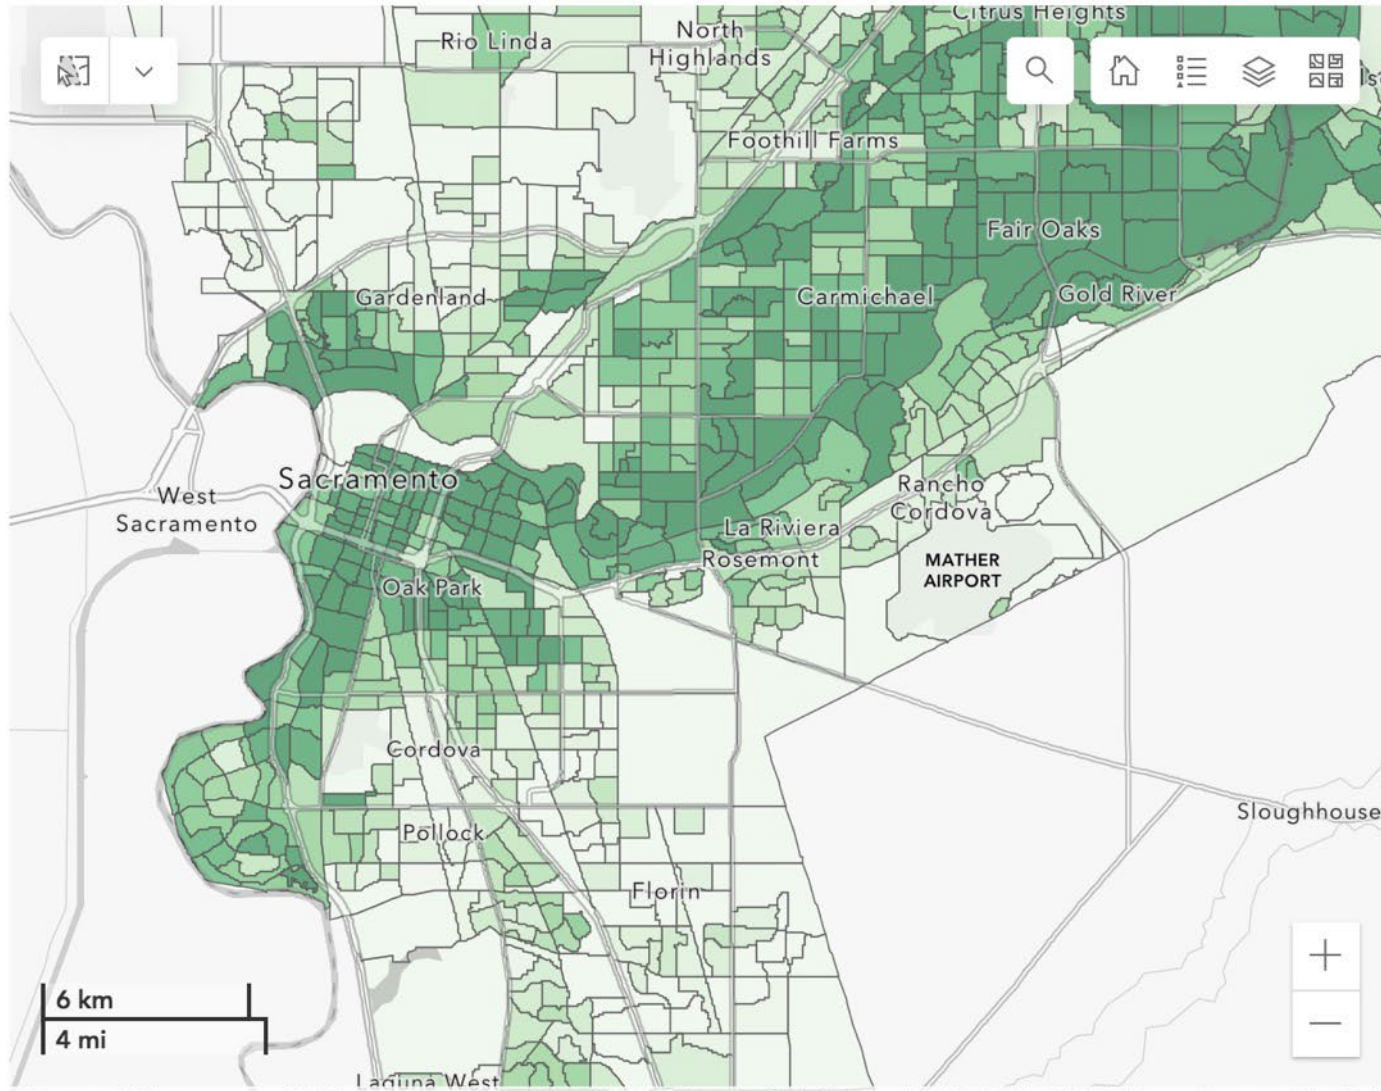 Citrus Heights
North
Highlands
Rio Linda
Foothill Farms
Fair Oaks
Gardenland
Carmichael
Gold River
Sacramento
West
Sacramento
Rancho
Cordova
La Riviera
Rosemont
MATHER
AIRPORT
Oak Park
Cordova
Pollock
Sloughhouse
Florin
6 km
4 mi
Laguna West